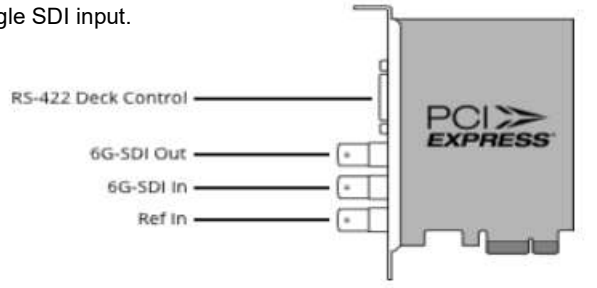 gle SDI input.
RS-422 Deck Control
6G-SDI Out
6G-SDI In
Ref In
PCI
EXPRESS